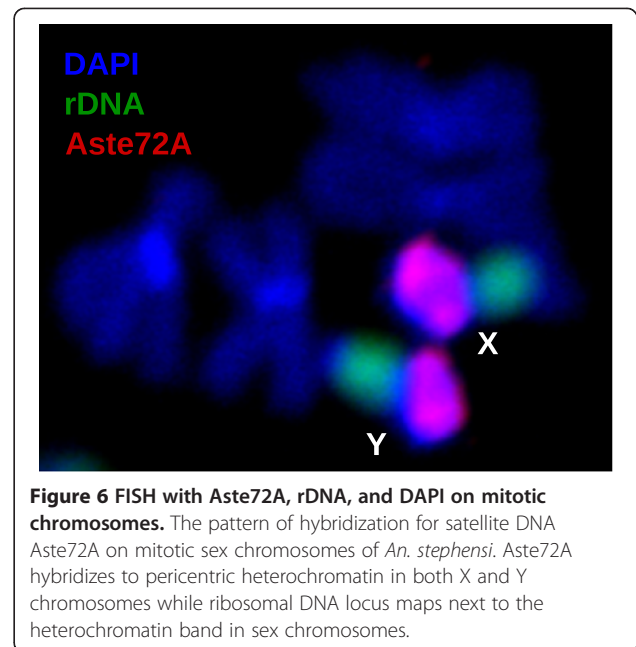 DAPI
rDNA
Aste72A
X
Y
Figure 6 FISH with Aste72A, rDNA, and DAPI on mitotic
chromosomes. The pattern of hybridization for satellite DNA
Aste72A on mitotic sex chromosomes of An. stephensi. Aste72A
hybridizes to pericentric heterochromatin in both X and Y
chromosomes while ribosomal DNA locus maps next to the
heterochromatin band in sex chromosomes.